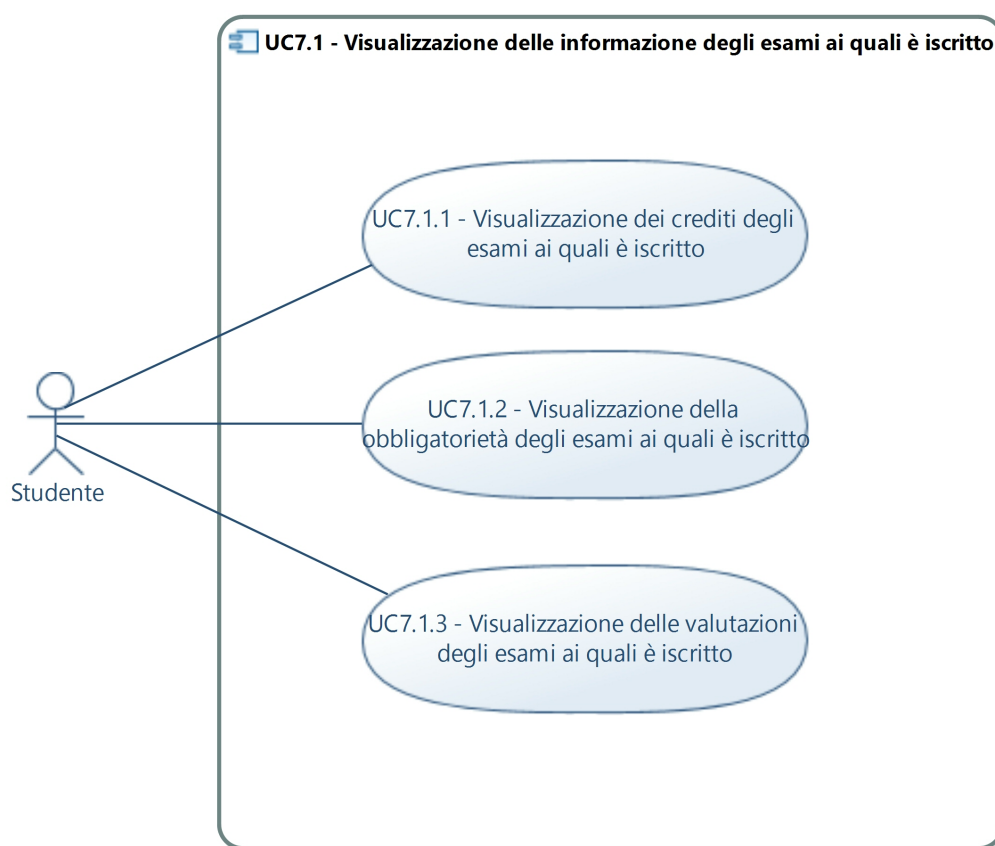 UC7.1 - Visualizzazione delle informazione degli esami ai quali è iscritto
UC7.1.1 - Visualizzazione dei crediti degli
esami ai quali è iscritto
UC7.1.2 - Visualizzazione della
obbligatorietà degli esami ai quali è iscritto
Studente
UC7.1.3 - Visualizzazione delle valutazioni
degli esami ai quali è iscritto